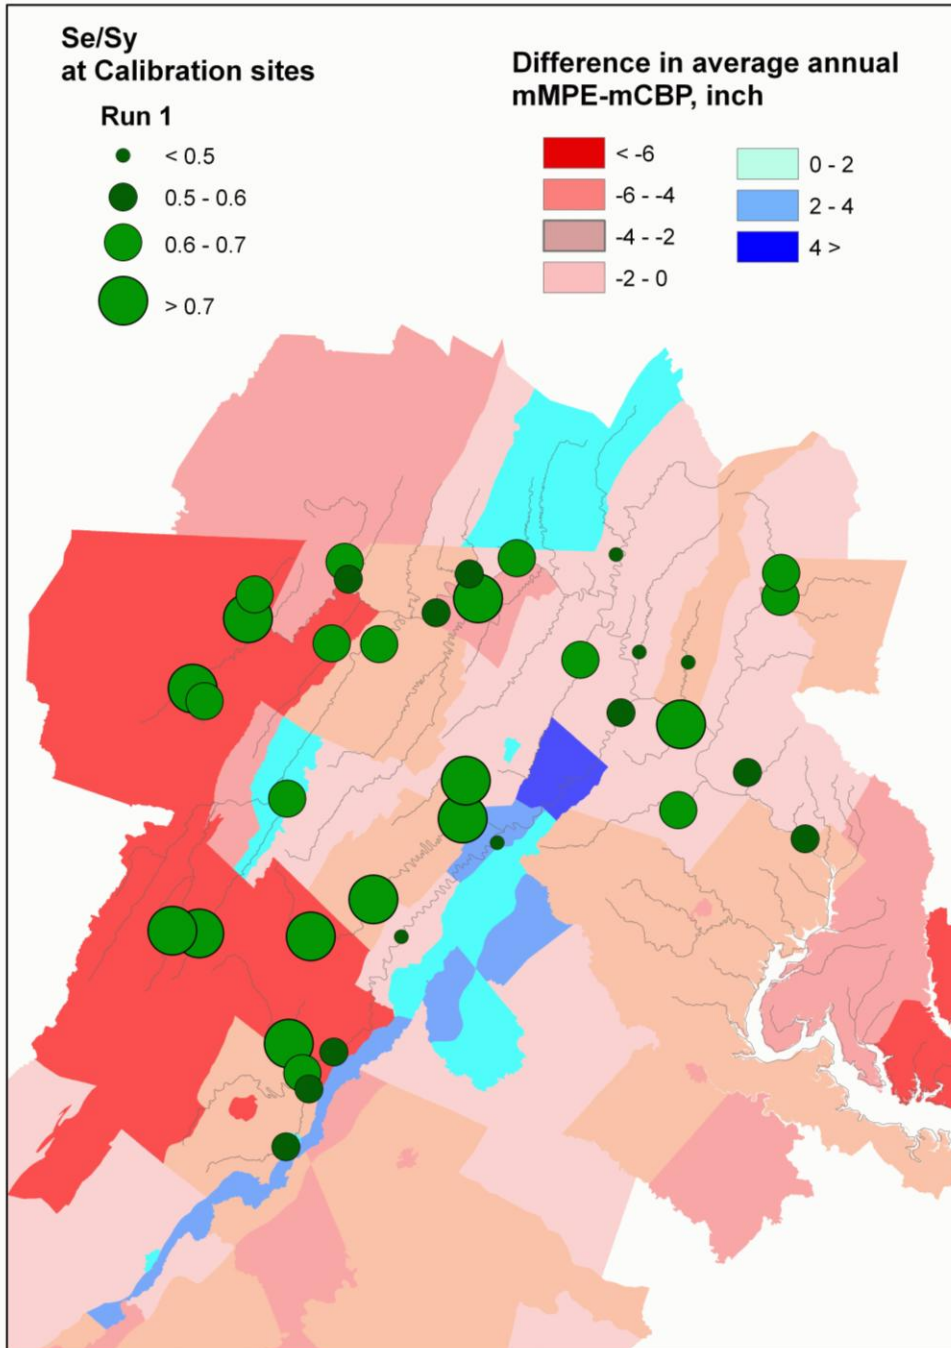 Se/Sy
at Calibration sites
Run 1
< 0.5
0.5 - 0.6
0.6 - 0.7
> 0.7
Difference in average annual
mMPE-mCBP, inch
< -6
-6 - -4
-4 - -2
-2 - 0
0 - 2
2 - 4
4 >